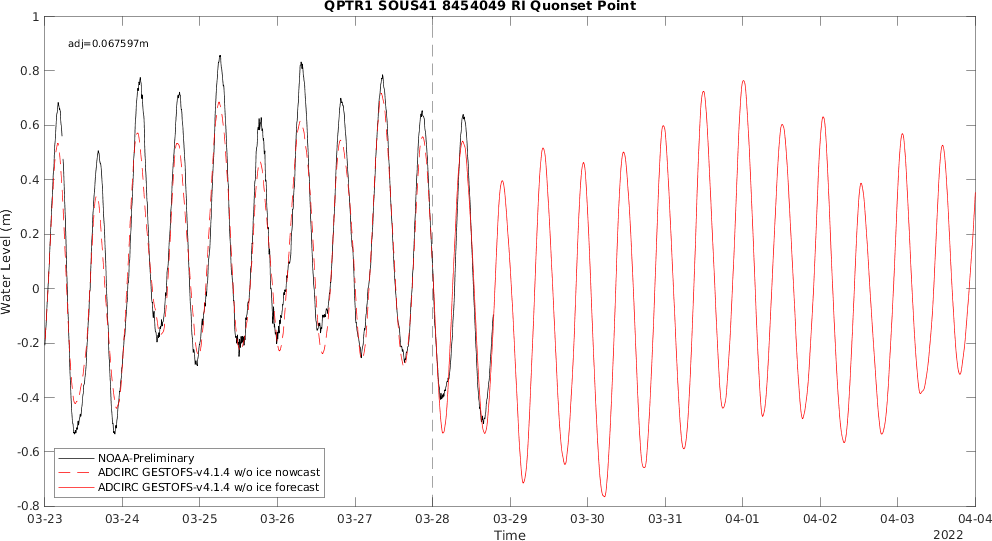 QPTR1 SOUS41 8454049 RI Quonset Point
adj=0.067597m
1
0.8
0.6
0.4
0.2
0
-0.2
-0.4
-0.6
-0.8
Water Level (m)
NOAA-Preliminary
ADCIRC GESTOFS-v4.1.4 w/o ice nowcast
ADCIRC GESTOFS-v4.1.4 w/o ice forecast
03-23 03-24 03-25 03-26 03-27 03-28 03-29 03-30 03-31 04-01 04-02 04-03 04-04
Time
2022